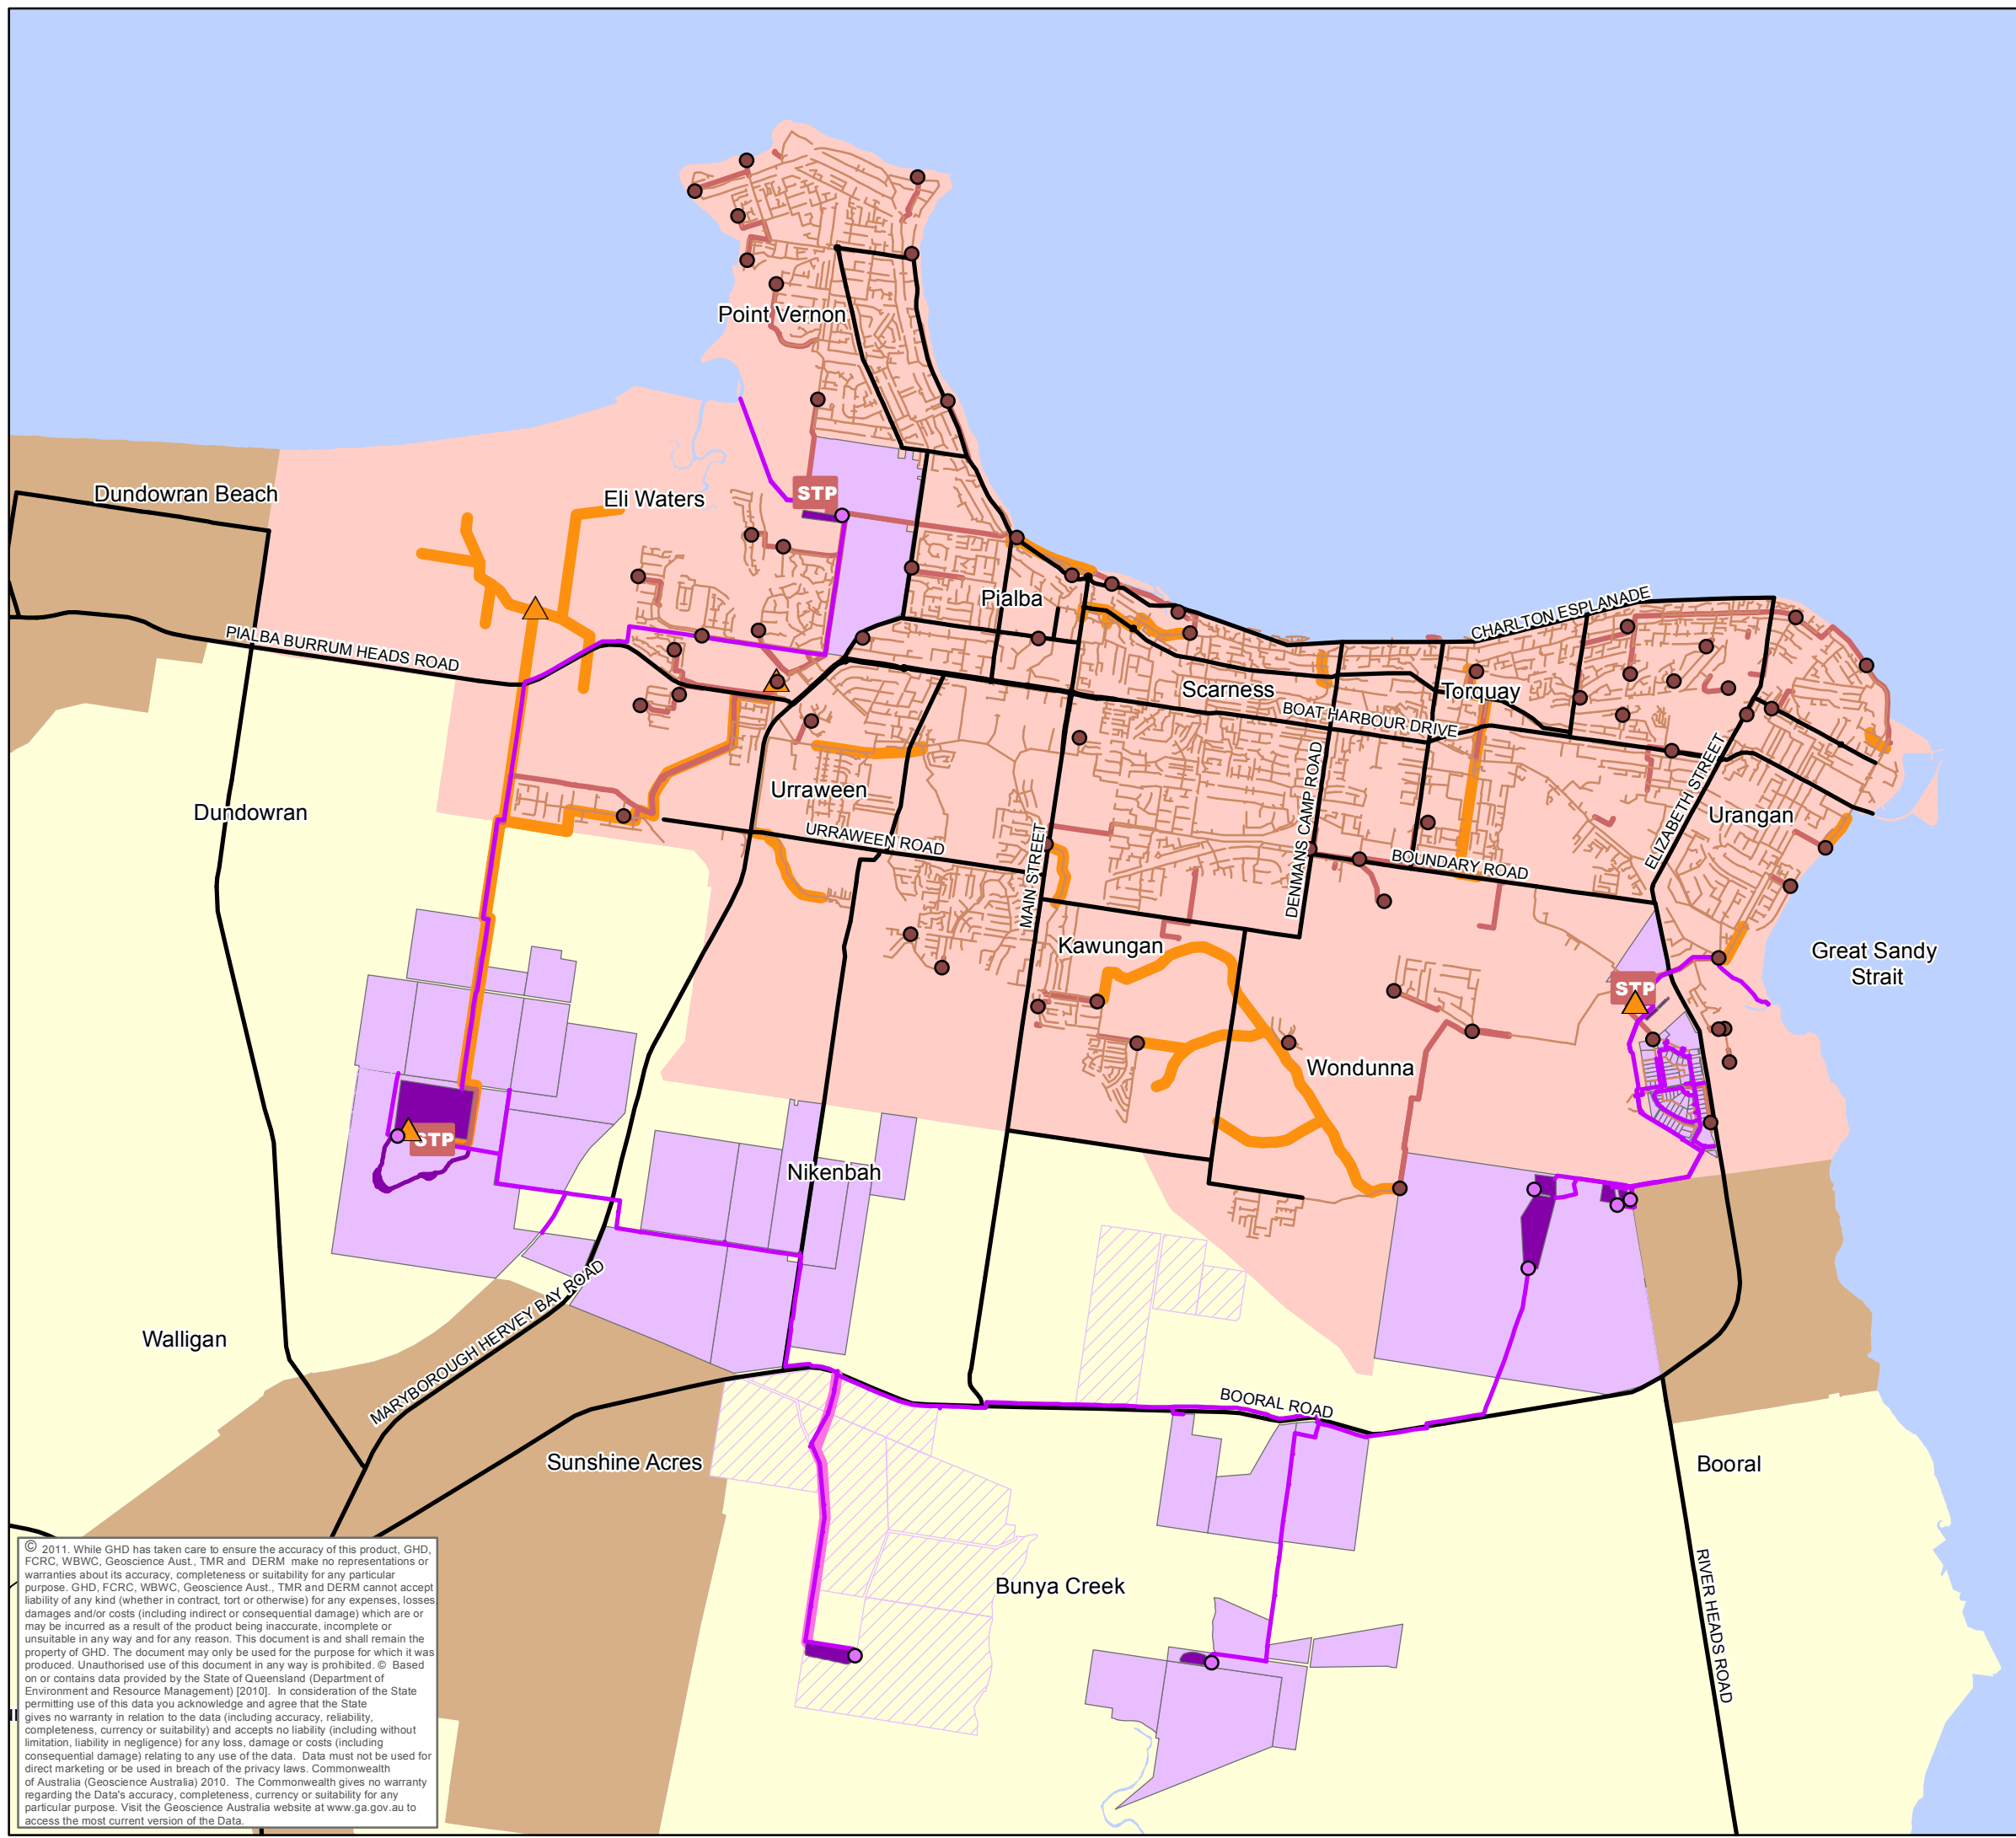 Point Vernon
Dundowran Beach
Eli Waters
STP
Pialba
CHARLTON ESPLANADE
PIALBA BURRUM HEADS ROAD
Scarness
Torquay
BOAT HARBOUR DRIVE
Dundowran
Urraween
DENMANS CAMP ROAD
ELIZABETH STREET
Urangan
URRAWEEN ROAD
MAIN STREET
BOUNDARY ROAD
Kawungan
Great Sandy
Strait
STP
Wondunna
STP
Nikenbah
Walligan
MARYBOROUGH HERVEY BAY ROAD
BOORAL ROAD
Sunshine Acres
Booral
Bunya Creek
RIVER HEADS ROAD
© 2011. While GHD has taken care to ensure the accuracy of this product, GHD,
FCRC, WBWC, Geoscience Aust., TMR and DERM make no representations or
warranties about its accuracy, completeness or suitability for any particular
purpose. GHD, FCRC, WBWC, Geoscience Aust., TMR and DERM cannot accept
liability of any kind (whether in contract, tort or otherwise) for any expenses, losses,
damages and/or costs (including indirect or consequential damage) which are or
may be incurred as a result of the product being inaccurate, incomplete or
unsuitable in any way and for any reason. This document is and shall remain the
property of GHD. The document may only be used for the purpose for which it was
produced. Unauthorised use of this document in any way is prohibited. © Based
on or contains data provided by the State of Queensland (Department of
Environment and Resource Management) [2010]. In consideration of the State
permitting use of this data you acknowledge and agree that the State
gives no warranty in relation to the data (including accuracy, reliability,
completeness, currency or suitability) and accepts no liability (including without
limitation, liability in negligence) for any loss, damage or costs (including
consequential damage) relating to any use of the data. Data must not be used for
direct marketing or be used in breach of the privacy laws. Commonwealth
of Australia (Geoscience Australia) 2010. The Commonwealth gives no warranty
regarding the Data's accuracy, completeness, currency or suitability for any
particular purpose. Visit the Geoscience Australia website at www.ga.gov.au to
access the most current version of the Data.